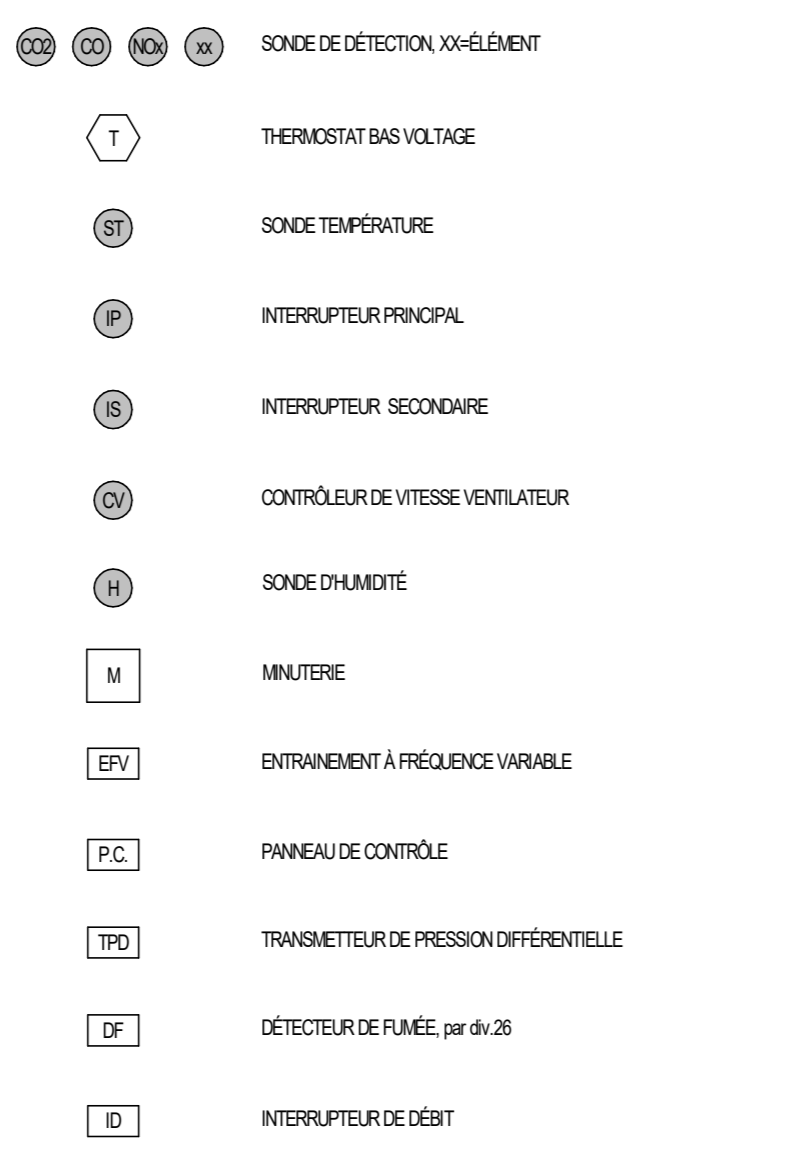 CO2 CO NOx xx SONDE DE DÉTECTION, XX=ÉLÉMENT
T THERMOSTAT BAS VOLTAGE
ST SONDE TEMPÉRATURE
IP INTERRUPTEUR PRINCIPAL
IS INTERRUPTEUR SECONDAIRE
CV CONTRÔLEUR DE VITESSE VENTILATEUR
H SONDE D'HUMIDITÉ
M MINUTERIE
EFV ENTRAINEMENT À FRÉQUENCE VARIABLE
P.C. PANNEAU DE CONTRÔLE
TPD TRANSMETTEUR DE PRESSION DIFFÉRENTIELLE
DF DÉTECTEUR DE FUMÉE, par div.26
ID INTERRUPTEUR DE DÉBIT